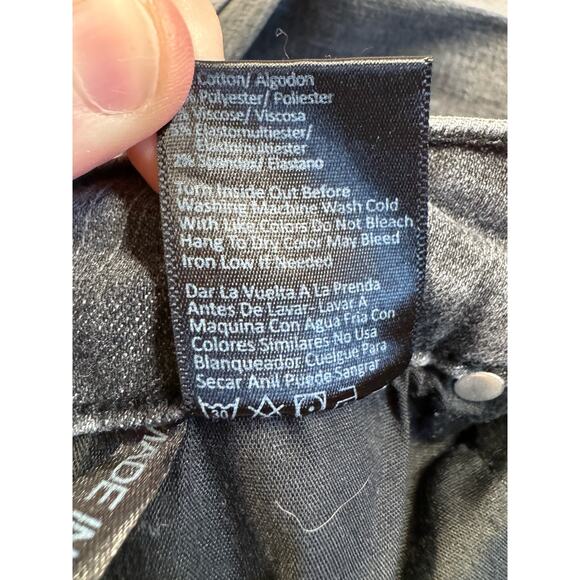 Cotton/ Algodon
Polyester/ Poliester
Viscose/ Viscosa
Elastomultiester/
Elastomultiester
2% Spandex/ Elastano
Turn Inside Out Before
Washing Machine Wash Cold
With Like Colors Do Not Bleach
Hang To Dry Color May Bleed
Iron Low If Needed
Dar La Vuelta A La Prenda
Antes De Lavar, Lavar A
Maquina Con Agua Fria Con
Colores Similares No Usa
Blanqueador Cuelgue Para
Secar Anil Puede Sangrar
30
MADE IN